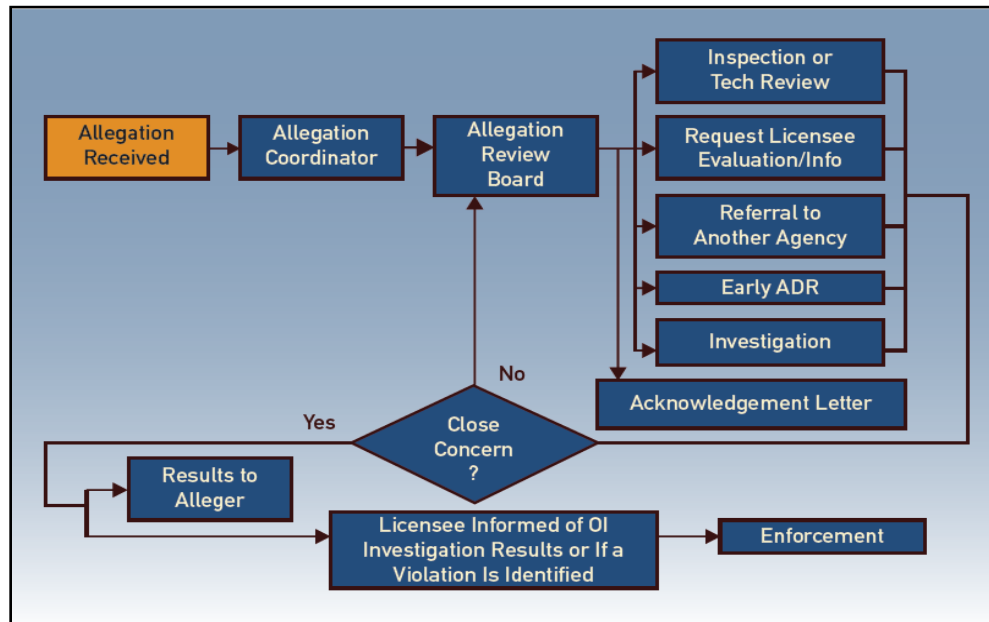 Allegation
Received
Allegation
Coordinator
Allegation
Review
Board
Inspection or
Tech Review
Request Licensee
Evaluation/Info
Referral to
Another Agency
Early ADR
Investigation
Acknowledgement Letter
No
Yes
Close
Concern
?
Results to
Alleger
Licensee Informed of OI
Investigation Results or If a
Violation Is Identified
Enforcement